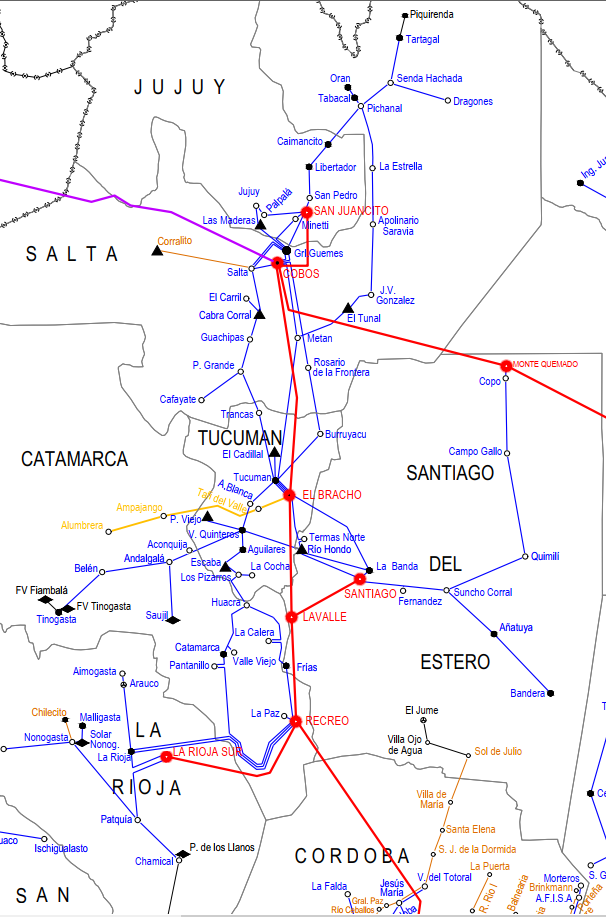 Piquirenda
Tartagal
JUJUY
Oran
Senda Hachada
Tabacal
Pichanal
Dragones
Caimancito
Libertador
La Estrella
Ing. Ju
Jujuy
Palpalá
San Pedro
SAN JUANCITO
Las Maderas
Minetti
Apolinario
Saravia
SALTA
Corralito
Gral Guemes
Salta
COBOS
El Carril
J.V.
Gonzalez
Cabra Corral
El Tunal
Guachipas
Metan
P. Grande
Rosario
de la Frontera
MONTE QUEMADO
Copo
Cafayate
Trancas
TUCUMAN
Burruyacu
El Cadillal
CATAMARCA
Campo Gallo
SANTIAGO
Tucuman
A.Blanca
EL BRACHO
Tafi del Valle
Ampajango
P. Viejo
Alumbrera
V. Quinteros
Termas Norte
Aconquija
Aguilares
Río Hondo
Quimilí
Andalgalá
Escaba
La Cocha
La Banda
DEL
Belén
Los Pizarros
SANTIAGO
Suncho Corral
FV Fiambalá
FV Tinogasta
Fernandez
Huacra
Tinogasta
Saujil
LAVALLE
La Calera
Añatuya
Catamarca
Valle Viejo
Pantanillo
Frías
ESTERO
Aimogasta
Arauco
Bandera
Chilecito
Malligasta
La Paz
RECREO
El Jume
LA
Solar
Nonog.
Nonogasta
Villa Ojo
de Agua
Sol de Julio
La Rioja
LA RIOJA SUR
RIOJA
Villa de
María
Ce
Patquía
Santa Elena
uaco
Ischigualasto
P. de los Llanos
S. J. de la Dormida
Chamical
CORDOBA
La Puerta
S. G
SAN
La Falda
Jesús
María
V. del Totoral
Morteros
Brinkmann
A.F.I.S.A
Gral. Paz
Río Ceballos
R. Rio I
Balnearia